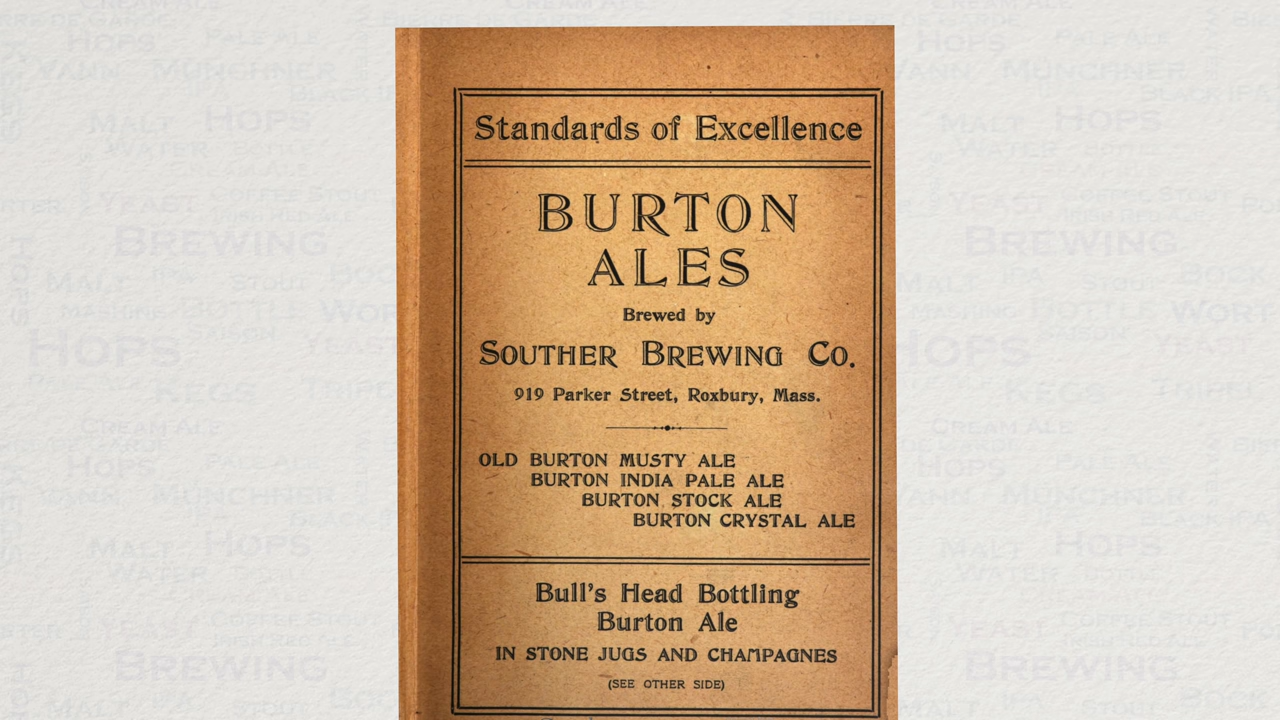 Standards of Excellence
BURTON
ALES
Brewed by
SOUTHER BREWING CO.
919 Parker Street, Roxbury, Mass.
OLD BURTON MUSTY ALE
BURTON INDIA PALE ALE
BURTON STOCK ALE
BURTON CRYSTAL ALE
Bull's Head Bottling
Burton Ale
IN STONE JUGS AND CHAMPAGNES
(SEE OTHER SIDE)